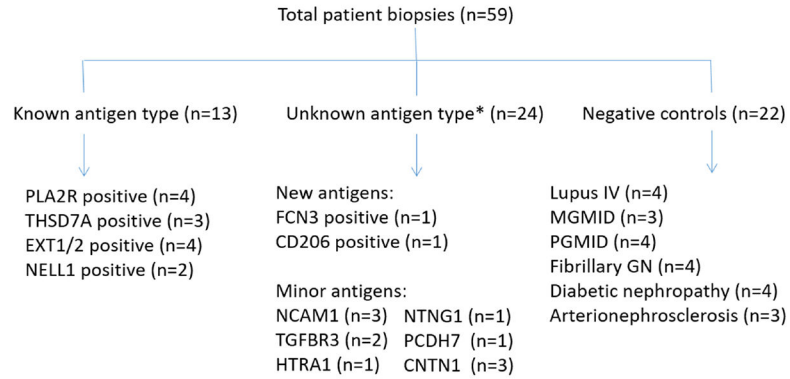 Total patient biopsies (n=59)
Known antigen type (n=13)
Unknown antigen type* (n=24)
Negative controls (n=22)
PLA2R positive (n=4)
THSD7A positive (n=3)
EXT1/2 positive (n=4)
NELL1 positive (n=2)
New antigens:
FCN3 positive (n=1)
CD206 positive (n=1)
Minor antigens:
NCAM1 (n=3) NTNG1 (n=1)
TGFBR3 (n=2) PCDH7 (n=1)
HTRA1 (n=1) CNTN1 (n=3)
Lupus IV (n=4)
MGMID (n=3)
PGMID (n=4)
Fibrillary GN (n=4)
Diabetic nephropathy (n=4)
Arterionephrosclerosis (n=3)